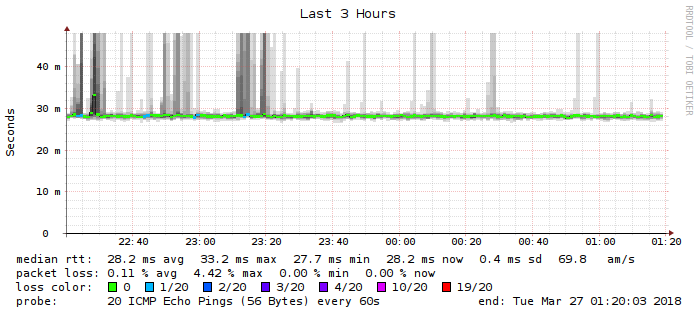 Last 3 Hours
RRDTOOL / TOBI OETIKER
Seconds
40 m
30 m
20 m
10 m
0
22:40 23:00 23:20 23:40 00:00 00:20 00:40 01:00 01:20
median rtt: 28.2 ms avg 33.2 ms max 27.7 ms min 28.2 ms now 0.4 ms sd 69.8 am/s
packet loss: 0.11 % avg 4.42 % max 0.00 % min 0.00 % now
loss color: 0 1/20 2/20 3/20 4/20 10/20 19/20
probe: 20 ICMP Echo Pings (56 Bytes) every 60s end: Tue Mar 27 01:20:03 2018